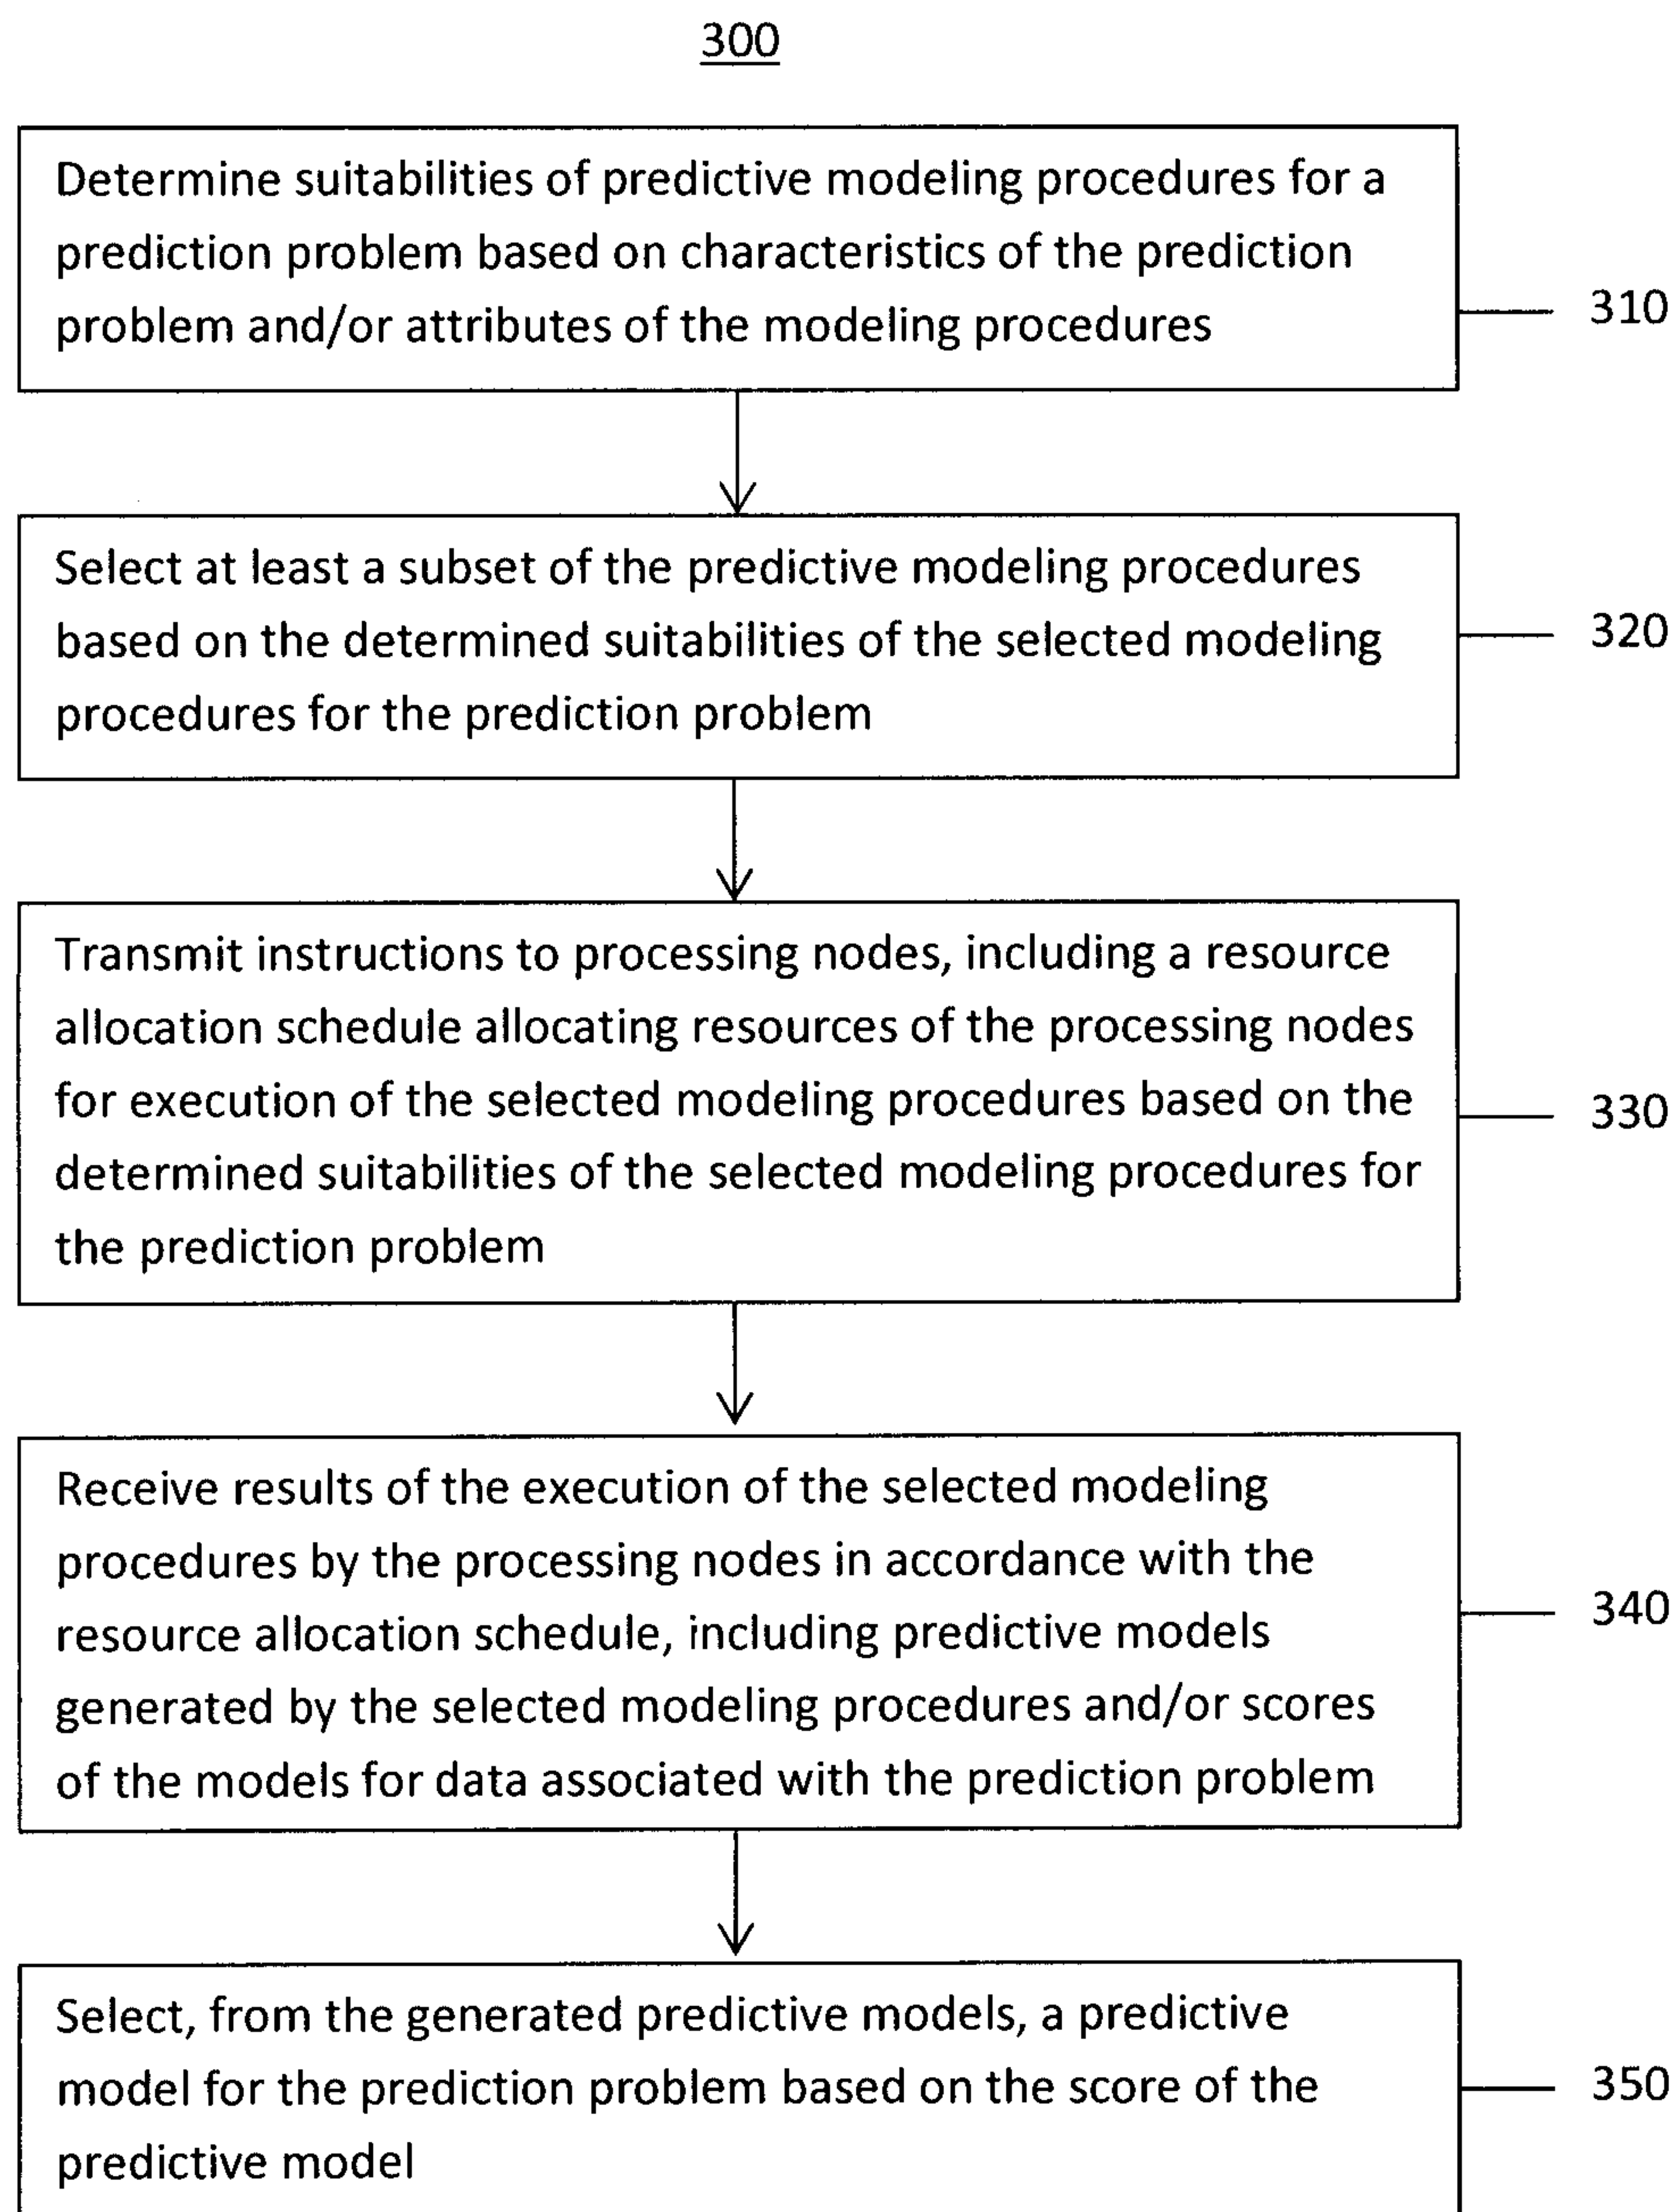 300
Determine suitabilities of predictive modeling procedures for a
prediction problem based on characteristics of the prediction
problem and/or attributes of the modeling procedures
310
Select at least a subset of the predictive modeling procedures
based on the determined suitabilities of the selected modeling
procedures for the prediction problem
320
Transmit instructions to processing nodes, including a resource
allocation schedule allocating resources of the processing nodes
for execution of the selected modeling procedures based on the
determined suitabilities of the selected modeling procedures for
the prediction problem
330
Receive results of the execution of the selected modeling
procedures by the processing nodes in accordance with the
resource allocation schedule, including predictive models
generated by the selected modeling procedures and/or scores
of the models for data associated with the prediction problem
340
Select, from the generated predictive models, a predictive
model for the prediction problem based on the score of the
predictive model
350